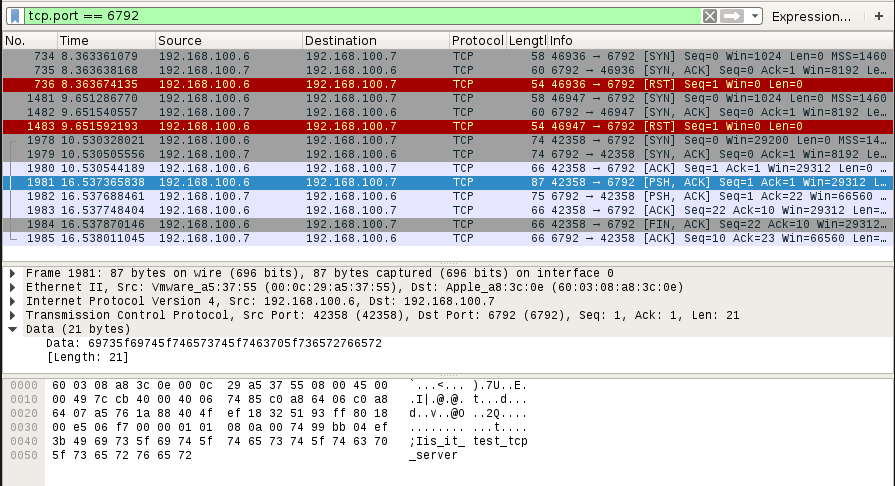 tcp.port == 6792 Expression… +
No. Time Source Destination Protocol Lengtl Info
734 8.363361079 192.168.100.6 192.168.100.7 TCP 58 46936 → 6792 [SYN] Seq=0 Win=1024 Len=0 MSS=1460
735 8.363638168 192.168.100.7 192.168.100.6 TCP 60 6792 → 46936 [SYN, ACK] Seq=0 Ack=1 Win=8192 Le…
736 8.363674135 192.168.100.6 192.168.100.7 TCP 54 46936 → 6792 [RST] Seq=1 Win=0 Len=0
1481 9.651286770 192.168.100.6 192.168.100.7 TCP 58 46947 → 6792 [SYN] Seq=0 Win=1024 Len=0 MSS=1460
1482 9.651540557 192.168.100.7 192.168.100.6 TCP 60 6792 → 46947 [SYN, ACK] Seq=0 Ack=1 Win=8192 Le…
1483 9.651592193 192.168.100.6 192.168.100.7 TCP 54 46947 → 6792 [RST] Seq=1 Win=0 Len=0
1978 10.530328021 192.168.100.6 192.168.100.7 TCP 74 42358 → 6792 [SYN] Seq=0 Win=29200 Len=0 MSS=14…
1979 10.530505556 192.168.100.7 192.168.100.6 TCP 74 6792 → 42358 [SYN, ACK] Seq=0 Ack=1 Win=8192 Le…
1980 10.530544189 192.168.100.6 192.168.100.7 TCP 66 42358 → 6792 [ACK] Seq=1 Ack=1 Win=29312 Len=0 …
1981 16.537365838 192.168.100.6 192.168.100.7 TCP 87 42358 → 6792 [PSH, ACK] Seq=1 Ack=1 Win=29312 L…
1982 16.537688461 192.168.100.7 192.168.100.6 TCP 75 6792 → 42358 [PSH, ACK] Seq=1 Ack=22 Win=66560 …
1983 16.537748404 192.168.100.6 192.168.100.7 TCP 66 42358 → 6792 [ACK] Seq=22 Ack=10 Win=29312 Len=…
1984 16.537870146 192.168.100.6 192.168.100.7 TCP 66 42358 → 6792 [FIN, ACK] Seq=22 Ack=10 Win=29312…
1985 16.538011045 192.168.100.7 192.168.100.6 TCP 66 6792 → 42358 [ACK] Seq=10 Ack=23 Win=66560 Len=…
Frame 1981: 87 bytes on wire (696 bits), 87 bytes captured (696 bits) on interface 0
Ethernet II, Src: Vmware_a5:37:55 (00:0c:29:a5:37:55), Dst: Apple_a8:3c:0e (60:03:08:a8:3c:0e)
Internet Protocol Version 4, Src: 192.168.100.6, Dst: 192.168.100.7
Transmission Control Protocol, Src Port: 42358 (42358), Dst Port: 6792 (6792), Seq: 1, Ack: 1, Len: 21
Data (21 bytes)
Data: 69735f69745f746573745f7463705f736572766572
[Length: 21]
0000 60 03 08 a8 3c 0e 00 0c 29 a5 37 55 08 00 45 00 `...<... ).7U..E.
0010 00 49 7c cb 40 00 40 06 74 85 c0 a8 64 06 c0 a8 .I|.@.@. t...d...
0020 64 07 a5 76 1a 88 40 4f ef 18 32 51 93 ff 80 18 d..v..@O ..2Q....
0030 00 e5 06 f7 00 00 01 01 08 0a 00 74 99 bb 04 ef ........ ...t....
0040 3b 49 69 73 5f 69 74 5f 74 65 73 74 5f 74 63 70 ;Iis_it_ test_tcp
0050 5f 73 65 72 76 65 72 _server